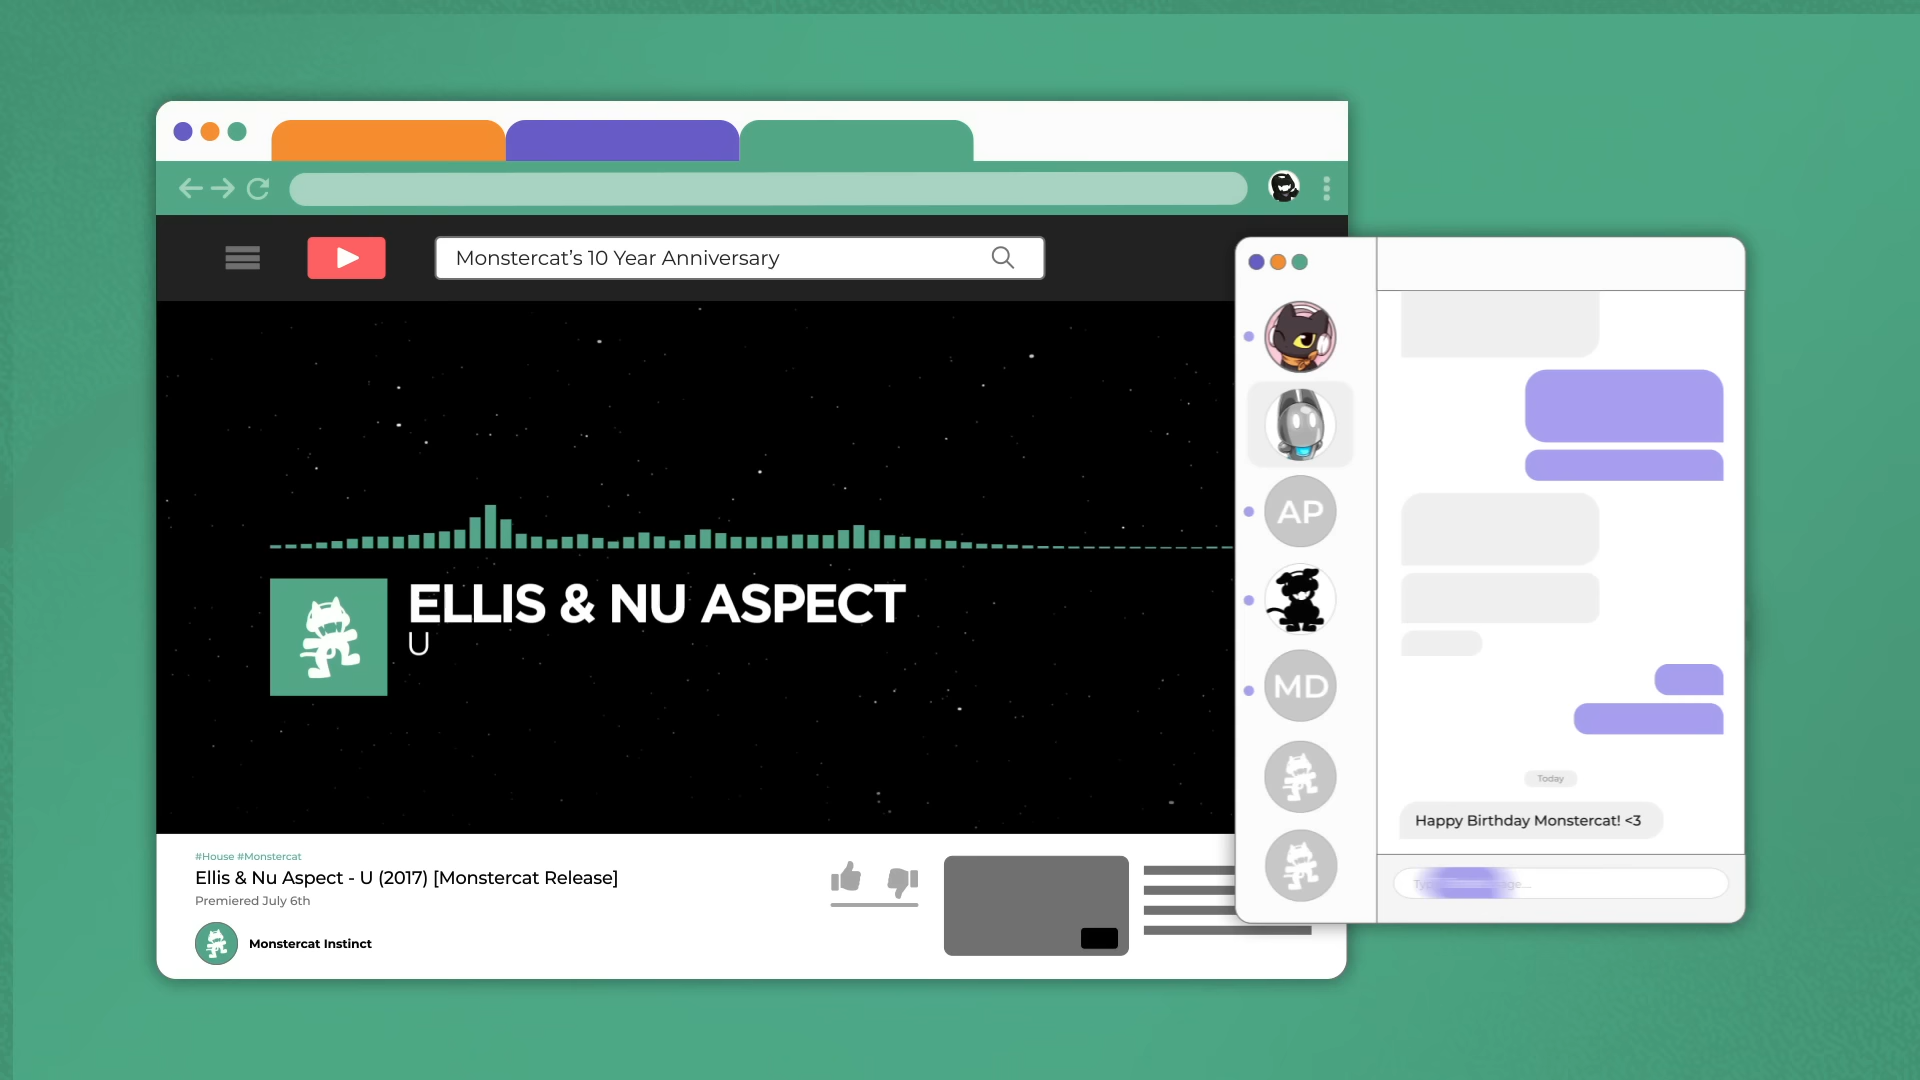 Monstercat’s 10 Year Anniversary
ELLIS & NU ASPECT
U
#House #Monstercat
Ellis & Nu Aspect - U (2017) [Monstercat Release]
Premiered July 6th
Monstercat Instinct
AP
MD
Today
Happy Birthday Monstercat! <3